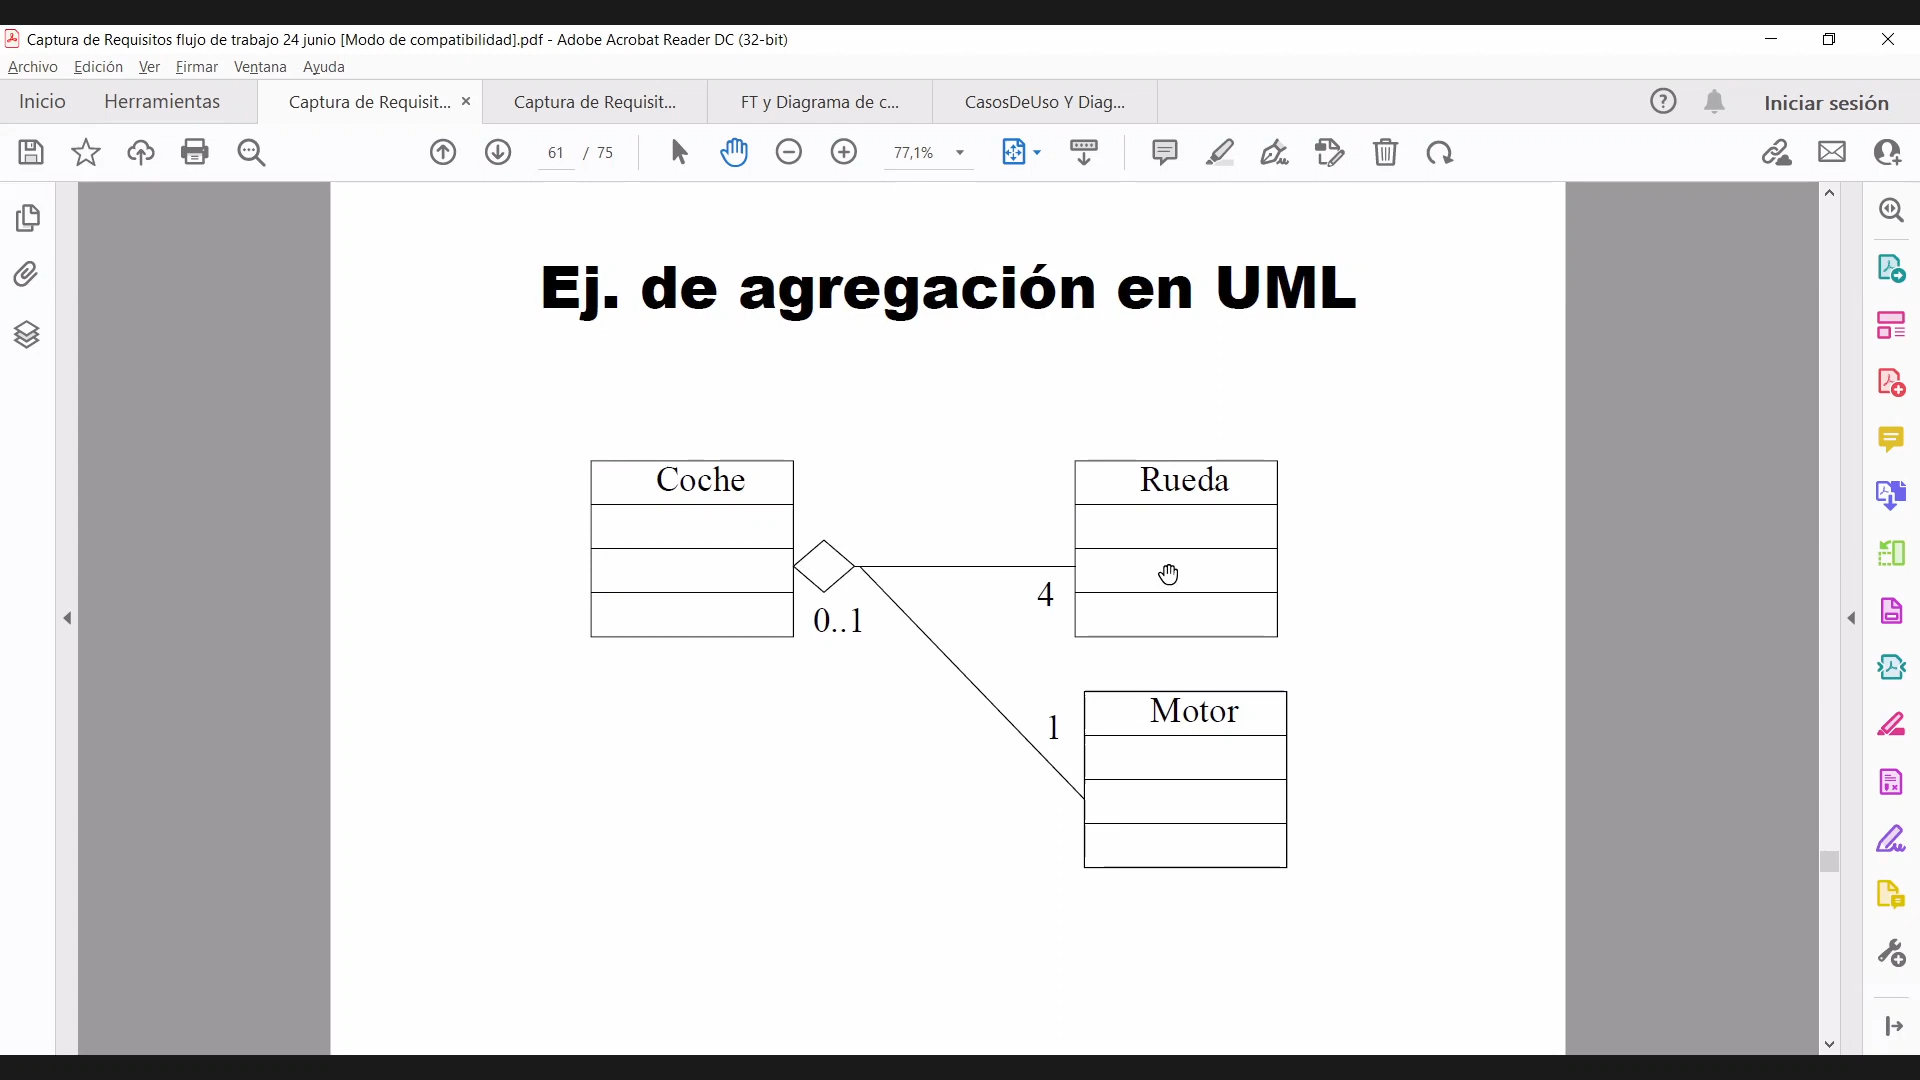 Captura de Requisitos flujo de trabajo 24 junio [Modo de compatibilidad].pdf - Adobe Acrobat Reader DC (32-bit)
Archivo Edición Ver Firmar Ventana Ayuda
Inicio Herramientas Captura de Requisit... × Captura de Requisit... FT y Diagrama de c... CasosDeUso Y Diag... Iniciar sesión
61 / 75 77,1%
Ej. de agregación en UML
Coche Rueda
4
0..1
Motor
1